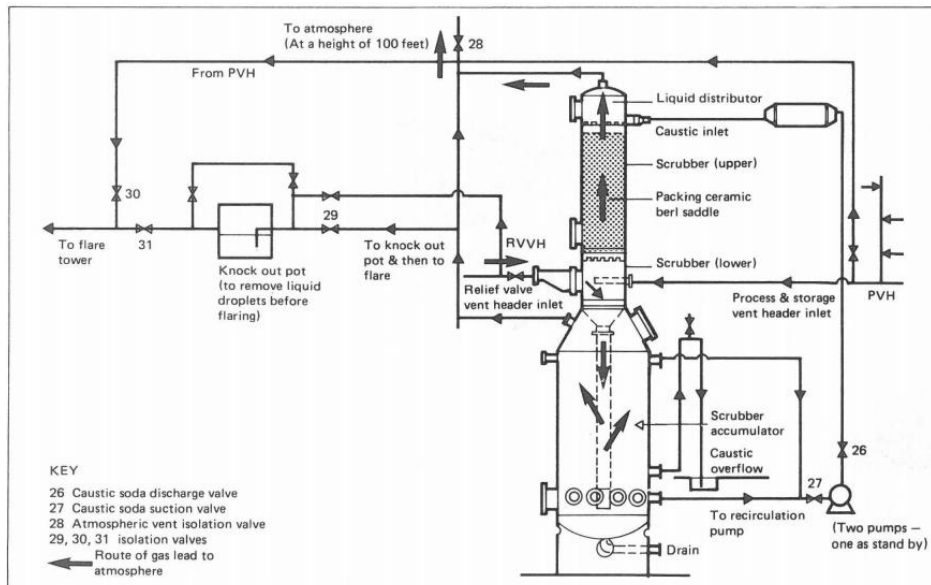 To atmosphere
(At a height of 100 feet)
28
From PVH
Liquid distributor
Caustic inlet
Scrubber (upper)
30
Packing ceramic
berl saddle
29
31
To flare
tower
To knock out
pot & then to
flare
RVVH
Scrubber (lower)
Knock out pot
(to remove liquid
droplets before
flaring)
Relief valve
vent header inlet
Process & storage
vent header inlet
PVH
Scrubber
accumulator
Caustic
overflow
26
27
To recirculation
pump
(Two pumps —
one as stand by)
Drain
KEY
26 Caustic soda discharge valve
27 Caustic soda suction valve
28 Atmospheric vent isolation valve
29, 30, 31 isolation valves
Route of gas lead to
atmosphere